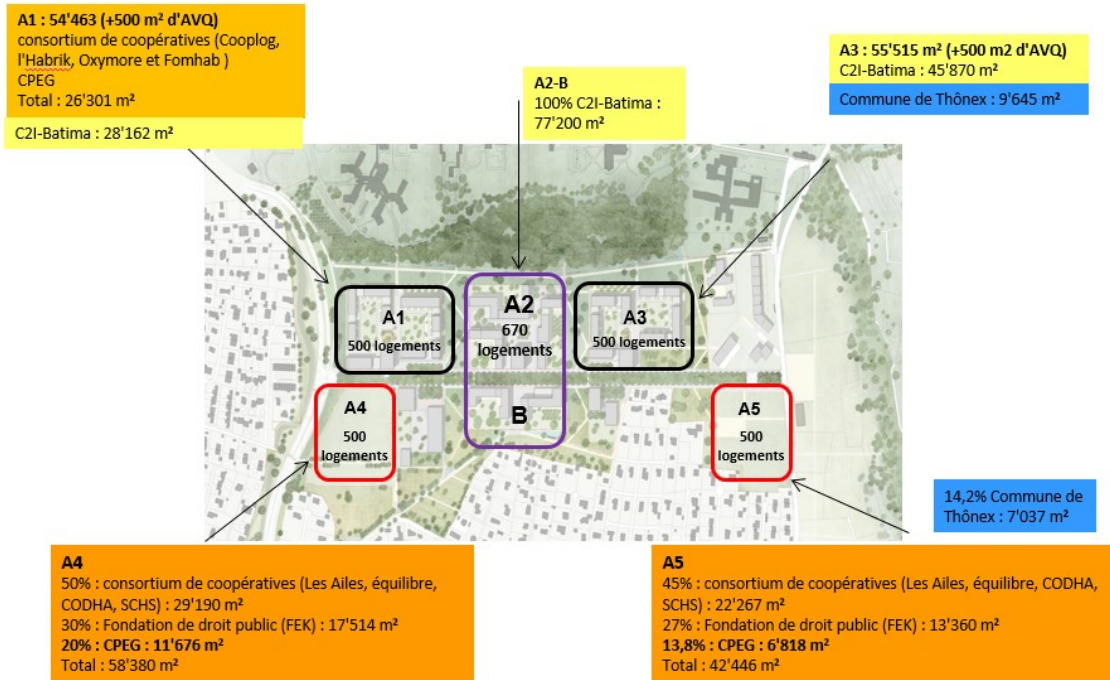 A1 : 54'463 (+500 m² d'AVQ)
consortium de coopératives (Cooplog,
l'Habrik, Oxymore et Fomhab )
CPEG
Total : 26'301 m²
C2I-Batima : 28'162 m²
A2-B
100% C2I-Batima :
77'200 m²
A3 : 55'515 m² (+500 m2 d'AVQ)
C2I-Batima : 45'870 m²
Commune de Thônex : 9'645 m²
A1
500 logements
A2
670
logements
A3
500 logements
A4
500
logements
B
A5
500
logements
14,2% Commune de
Thônex : 7'037 m²
A4
50% : consortium de coopératives (Les Ailes, équilibre,
CODHA, SCHS) : 29'190 m²
30% : Fondation de droit public (FEK) : 17'514 m²
20% : CPEG : 11'676 m²
Total : 58'380 m²
A5
45% : consortium de coopératives (Les Ailes, équilibre, CODHA,
SCHS) : 22'267 m²
27% : Fondation de droit public (FEK) : 13'360 m²
13,8% : CPEG : 6'818 m²
Total : 42'446 m²